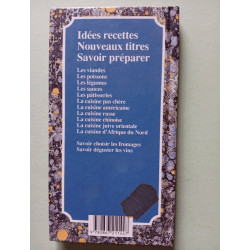 Idées recettes
Nouveaux titres
Savoir préparer
Les viandes
Les poissons
Les légumes
Les sauces
Les pâtisseries
La cuisine pas chère
La cuisine américaine
La cuisine russe
La cuisine chinoise
La cuisine juive orientale
La cuisine d'Afrique du Nord
Savoir choisir les fromages
Savoir déguster les vins